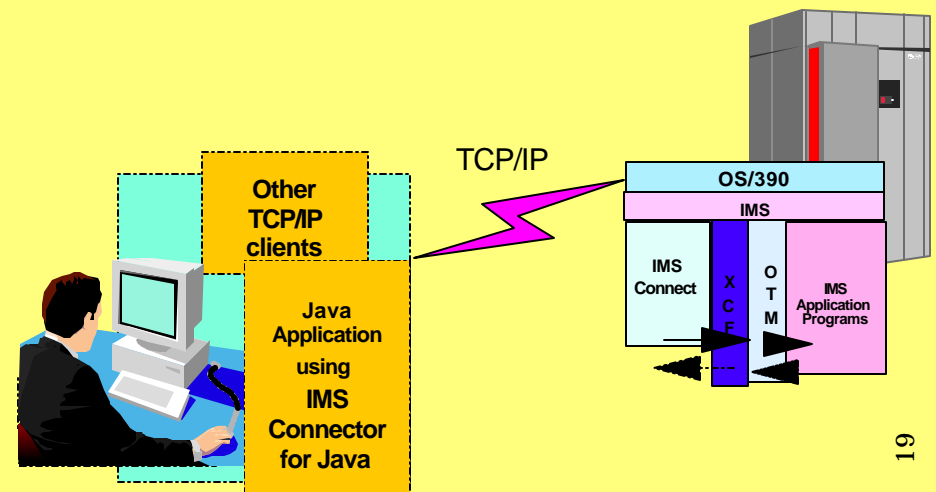 TCP/IP
Other
TCP/IP
clients
Java
Application
using
IMS
Connector
for Java
OS/390
IMS
IMS
Connect
X
C
F
O
T
M
IMS
Application
Programs
19